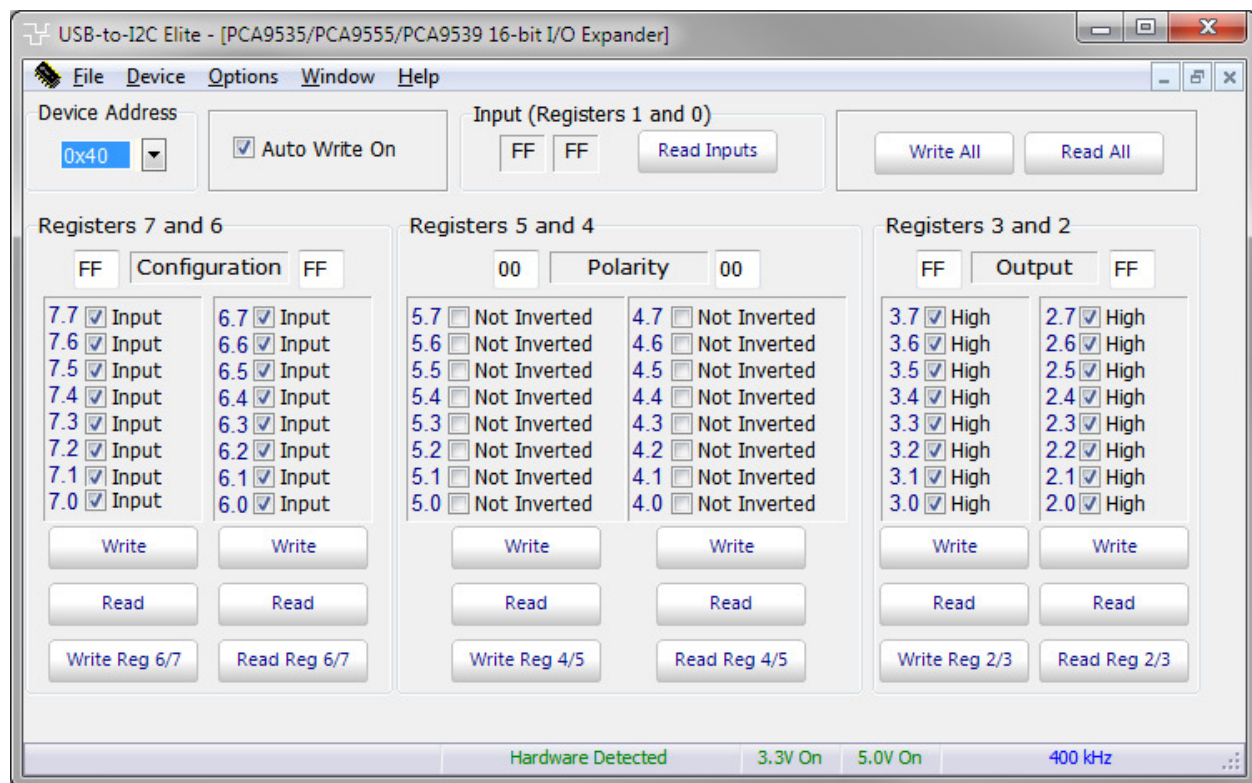 USB-to-I2C Elite - [PCA9535/PCA9555/PCA9539 16-bit I/O Expander]
File Device Options Window Help
Device Address
0x40
Auto Write On
Input (Registers 1 and 0)
FF FF Read Inputs
Write All Read All
Registers 7 and 6
FF Configuration FF
7.7 Input 6.7 Input
7.6 Input 6.6 Input
7.5 Input 6.5 Input
7.4 Input 6.4 Input
7.3 Input 6.3 Input
7.2 Input 6.2 Input
7.1 Input 6.1 Input
7.0 Input 6.0 Input
Write Write
Read Read
Write Reg 6/7 Read Reg 6/7
Registers 5 and 4
00 Polarity 00
5.7 Not Inverted 4.7 Not Inverted
5.6 Not Inverted 4.6 Not Inverted
5.5 Not Inverted 4.5 Not Inverted
5.4 Not Inverted 4.4 Not Inverted
5.3 Not Inverted 4.3 Not Inverted
5.2 Not Inverted 4.2 Not Inverted
5.1 Not Inverted 4.1 Not Inverted
5.0 Not Inverted 4.0 Not Inverted
Write Write
Read Read
Write Reg 4/5 Read Reg 4/5
Registers 3 and 2
FF Output FF
3.7 High 2.7 High
3.6 High 2.6 High
3.5 High 2.5 High
3.4 High 2.4 High
3.3 High 2.3 High
3.2 High 2.2 High
3.1 High 2.1 High
3.0 High 2.0 High
Write Write
Read Read
Write Reg 2/3 Read Reg 2/3
Hardware Detected 3.3V On 5.0V On 400 kHz